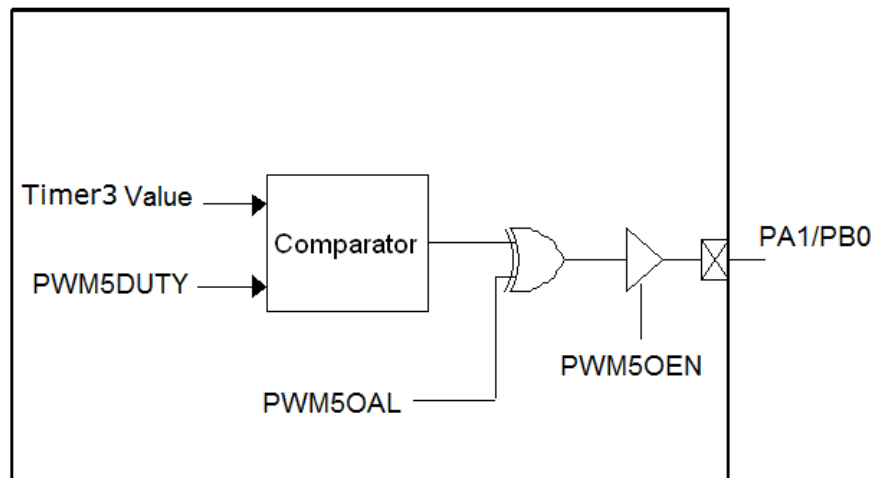 Timer3 Value
Comparator
PA1/PB0
PWM5DUTY
PWM5OEN
PWM5OAL